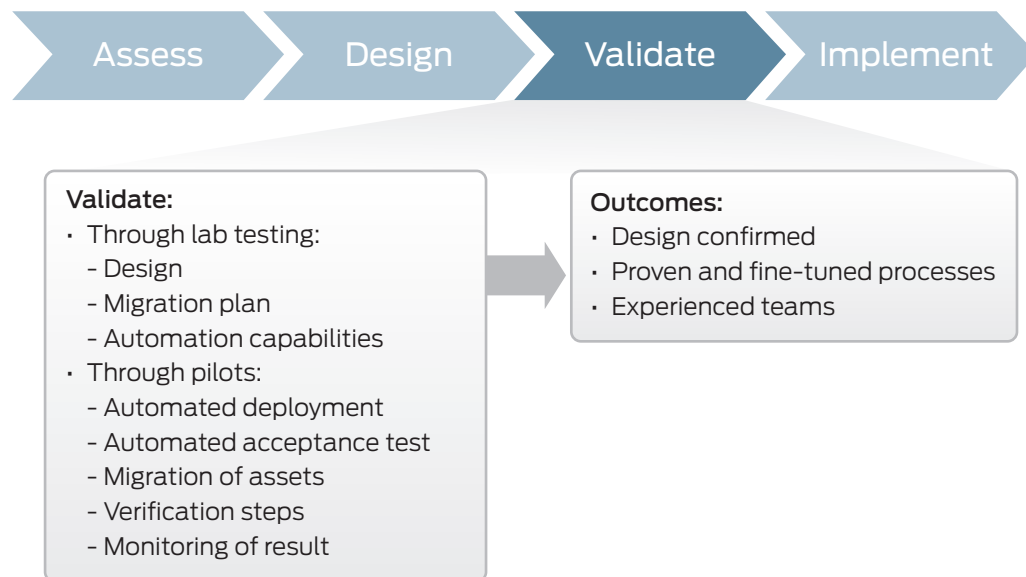 Assess
Design
Validate
Implement
Validate:
· Through lab testing:
- Design
- Migration plan
- Automation capabilities
· Through pilots:
- Automated deployment
- Automated acceptance test
- Migration of assets
- Verification steps
- Monitoring of result
Outcomes:
· Design confirmed
· Proven and fine-tuned processes
· Experienced teams